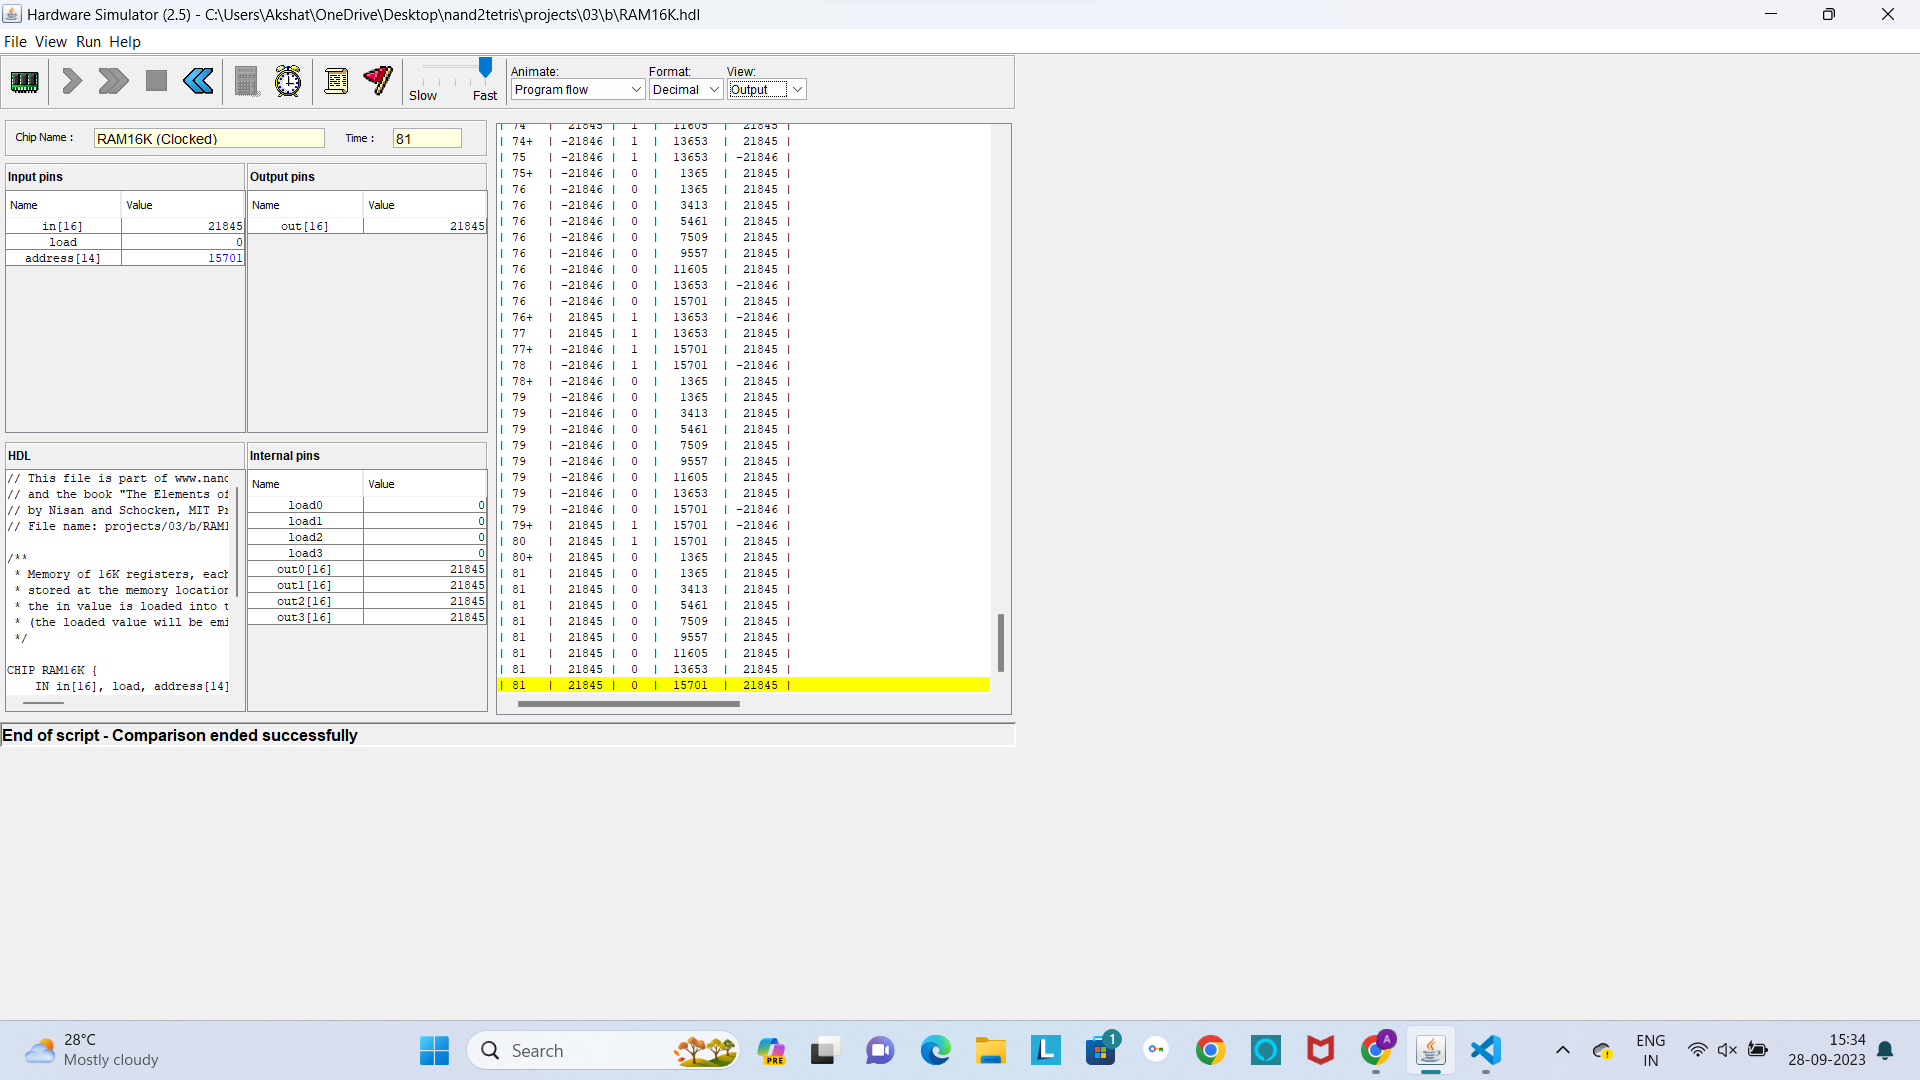 Hardware Simulator (2.5) - C:\Users\Akshat\OneDrive\Desktop\nand2tetris\projects\03\b\RAM16K.hdl
File View Run Help
Slow Fast
Animate: Format: View:
Program flow Decimal Output
Chip Name : RAM16K (Clocked) Time : 81
Input pins
Name Value
in[16] 21845
load 0
address[14] 15701
Output pins
Name Value
out[16] 21845
HDL
// This file is part of www.nand
// and the book "The Elements of
// by Nisan and Schocken, MIT Pr
// File name: projects/03/b/RAM1
/**
* Memory of 16K registers, each
* stored at the memory location
* the in value is loaded into t
* (the loaded value will be emi
*/
CHIP RAM16K {
IN in[16], load, address[14]
Internal pins
Name Value
load0 0
load1 0
load2 0
load3 0
out0[16] 21845
out1[16] 21845
out2[16] 21845
out3[16] 21845
| 74 | 21845 | 1 | 11605 | 21845 |
| 74+ | -21846 | 1 | 13653 | 21845 |
| 75 | -21846 | 1 | 13653 | -21846 |
| 75+ | -21846 | 0 | 1365 | 21845 |
| 76 | -21846 | 0 | 1365 | 21845 |
| 76 | -21846 | 0 | 3413 | 21845 |
| 76 | -21846 | 0 | 5461 | 21845 |
| 76 | -21846 | 0 | 7509 | 21845 |
| 76 | -21846 | 0 | 9557 | 21845 |
| 76 | -21846 | 0 | 11605 | 21845 |
| 76 | -21846 | 0 | 13653 | -21846 |
| 76 | -21846 | 0 | 15701 | 21845 |
| 76+ | 21845 | 1 | 13653 | -21846 |
| 77 | 21845 | 1 | 13653 | 21845 |
| 77+ | -21846 | 1 | 15701 | 21845 |
| 78 | -21846 | 1 | 15701 | -21846 |
| 78+ | -21846 | 0 | 1365 | 21845 |
| 79 | -21846 | 0 | 1365 | 21845 |
| 79 | -21846 | 0 | 3413 | 21845 |
| 79 | -21846 | 0 | 5461 | 21845 |
| 79 | -21846 | 0 | 7509 | 21845 |
| 79 | -21846 | 0 | 9557 | 21845 |
| 79 | -21846 | 0 | 11605 | 21845 |
| 79 | -21846 | 0 | 13653 | 21845 |
| 79 | -21846 | 0 | 15701 | -21846 |
| 79+ | 21845 | 1 | 15701 | -21846 |
| 80 | 21845 | 1 | 15701 | 21845 |
| 80+ | 21845 | 0 | 1365 | 21845 |
| 81 | 21845 | 0 | 1365 | 21845 |
| 81 | 21845 | 0 | 3413 | 21845 |
| 81 | 21845 | 0 | 5461 | 21845 |
| 81 | 21845 | 0 | 7509 | 21845 |
| 81 | 21845 | 0 | 9557 | 21845 |
| 81 | 21845 | 0 | 11605 | 21845 |
| 81 | 21845 | 0 | 13653 | 21845 |
| 81 | 21845 | 0 | 15701 | 21845 |
End of script - Comparison ended successfully
28°C
Mostly cloudy
Search
PRE
L
1
A
ENG
IN
15:34
28-09-2023